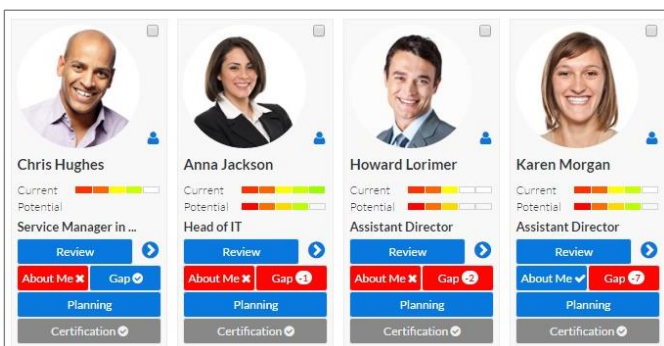 Chris Hughes
Current
Potential
Service Manager in ...
Review
About Me Gap
Planning
Certification
Anna Jackson
Current
Potential
Head of IT
Review
About Me Gap -1
Planning
Certification
Howard Lorimer
Current
Potential
Assistant Director
Review
About Me Gap -2
Planning
Certification
Karen Morgan
Current
Potential
Assistant Director
Review
About Me Gap -7
Planning
Certification